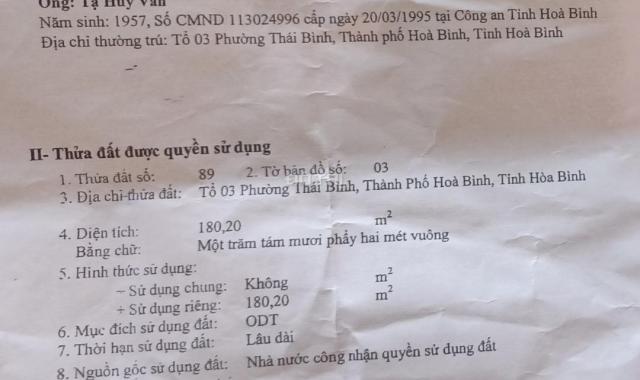 Ông: Tạ Huy Văn
Năm sinh: 1957, Số CMND 113024996 cấp ngày 20/03/1995 tại Công an Tỉnh Hoà Bình
Địa chỉ thường trú: Tổ 03 Phường Thái Bình, Thành phố Hoà Bình, Tỉnh Hoà Bình
II- Thửa đất được quyền sử dụng
1. Thửa đất số: 89 2. Tờ bản đồ số: 03
3. Địa chỉ thửa đất: Tổ 03 Phường Thái Bình, Thành Phố Hoà Bình, Tỉnh Hòa Bình
4. Diện tích: 180,20 m²
Bằng chữ: Một trăm tám mươi phẩy hai mét vuông
5. Hình thức sử dụng:
– Sử dụng chung: Không m²
+ Sử dụng riêng: 180,20 m²
6. Mục đích sử dụng đất: ODT
7. Thời hạn sử dụng đất: Lâu dài
8. Nguồn gốc sử dụng đất: Nhà nước công nhận quyền sử dụng đất